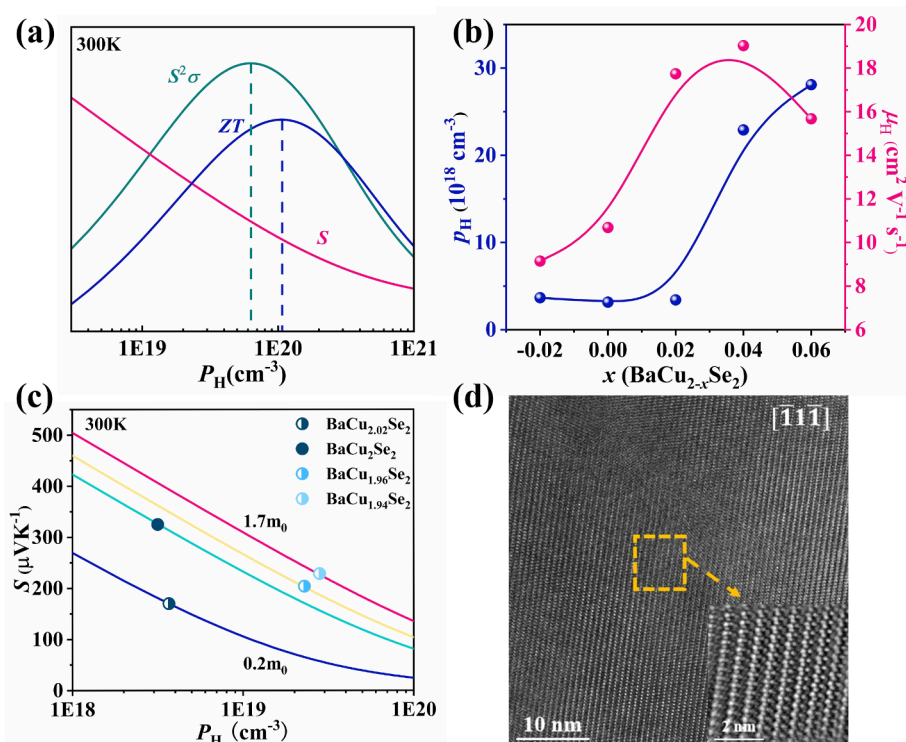 (a)
300K
S²σ
ZT
S
1E19
1E20
1E21
P_H(cm⁻³)
(b)
30
20
10
0
p_H (10¹⁸ cm⁻³)
20
18
16
14
12
10
8
6
μ_H (cm² V⁻¹ s⁻¹)
-0.02
0.00
0.02
0.04
0.06
x (BaCu₂₋ₓSe₂)
(c)
300K
BaCu₂.₀₂Se₂
BaCu₂Se₂
BaCu₁.₉₆Se₂
BaCu₁.₉₄Se₂
500
400
300
200
100
0
S (μVK⁻¹)
1.7m₀
0.2m₀
1E18
1E19
1E20
P_H (cm⁻³)
(d)
[1̅11̅]
10 nm
2 nm